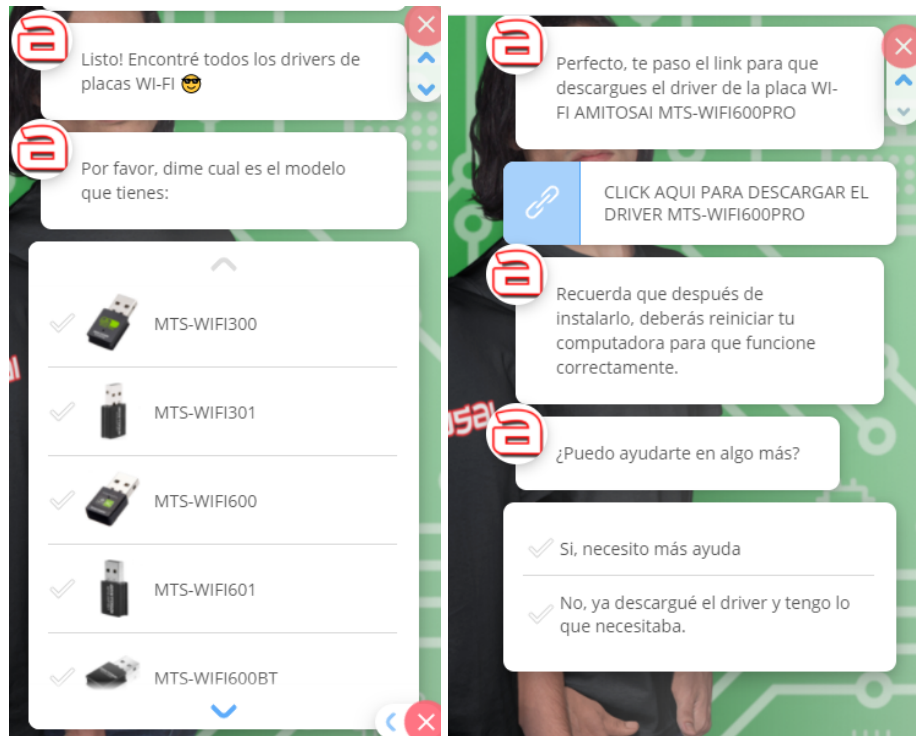 Listo! Encontré todos los drivers de
placas WI-FI 😎
Por favor, dime cual es el modelo
que tienes:
MTS-WIFI300
MTS-WIFI301
MTS-WIFI600
MTS-WIFI601
MTS-WIFI600BT
Perfecto, te paso el link para que
descargues el driver de la placa WI-
FI AMITOSAI MTS-WIFI600PRO
CLICK AQUI PARA DESCARGAR EL
DRIVER MTS-WIFI600PRO
Recuerda que después de
instalarlo, deberás reiniciar tu
computadora para que funcione
correctamente.
¿Puedo ayudarte en algo más?
Si, necesito más ayuda
No, ya descargué el driver y tengo lo
que necesitaba.